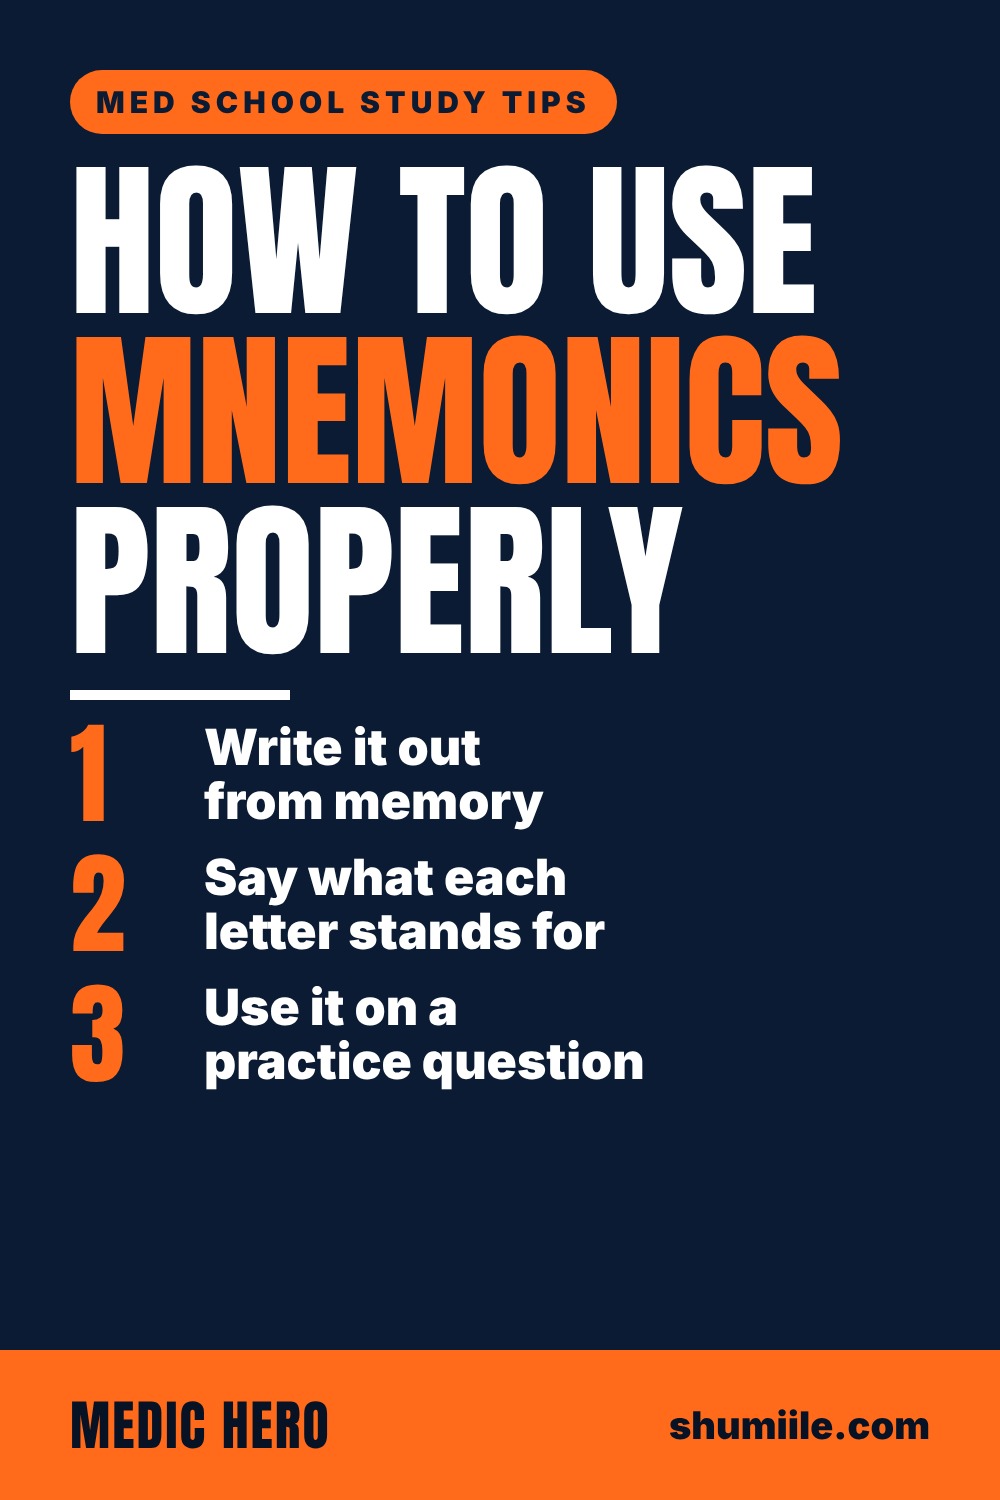 MED SCHOOL STUDY TIPS
HOW TO USE
MNEMONICS
PROPERLY
1 Write it out
from memory
2 Say what each
letter stands for
3 Use it on a
practice question
MEDIC HERO shumiile.com